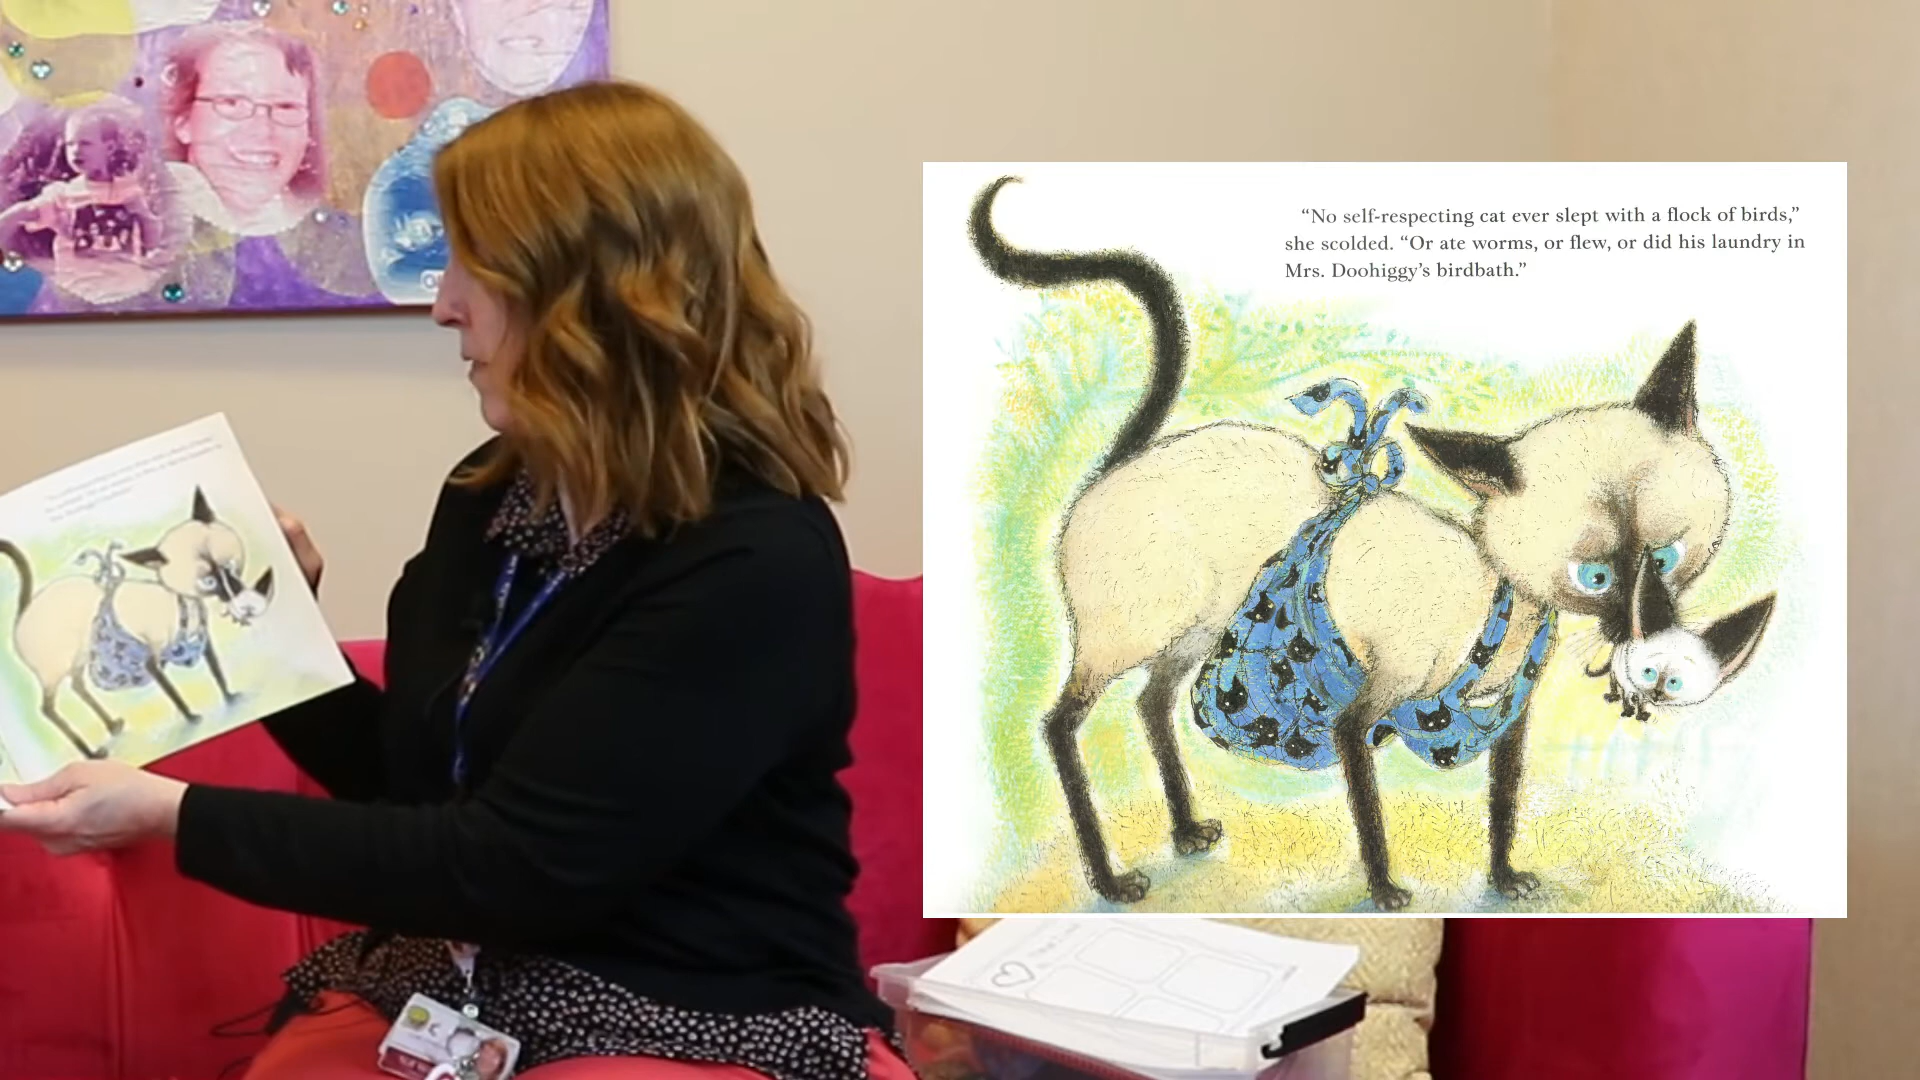 “No self-respecting cat ever slept with a flock of birds,”
she scolded. “Or ate worms, or flew, or did his laundry in
Mrs. Doohiggy’s birdbath.”